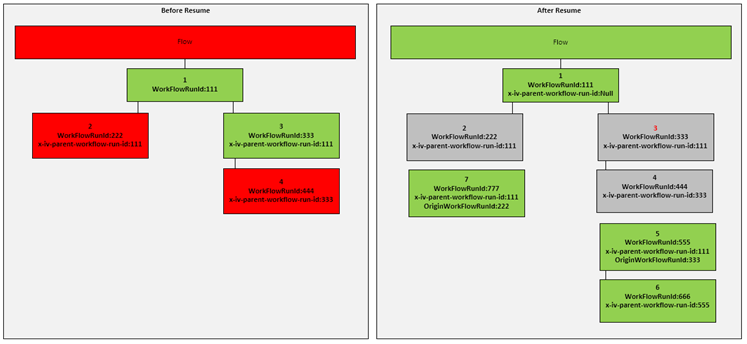 Before Resume
Flow
1
WorkFlowRunId:111
2
WorkFlowRunId:222
x-iv-parent-workflow-run-id:111
3
WorkFlowRunId:333
x-iv-parent-workflow-run-id:111
4
WorkFlowRunId:444
x-iv-parent-workflow-run-id:333
After Resume
Flow
1
WorkFlowRunId:111
x-iv-parent-workflow-run-id:Null
2
WorkFlowRunId:222
x-iv-parent-workflow-run-id:111
3
WorkFlowRunId:333
x-iv-parent-workflow-run-id:111
7
WorkFlowRunId:777
x-iv-parent-workflow-run-id:111
OriginWorkFlowRunId:222
4
WorkFlowRunId:444
x-iv-parent-workflow-run-id:333
5
WorkFlowRunId:555
x-iv-parent-workflow-run-id:111
OriginWorkFlowRunId:333
6
WorkFlowRunId:666
x-iv-parent-workflow-run-id:555